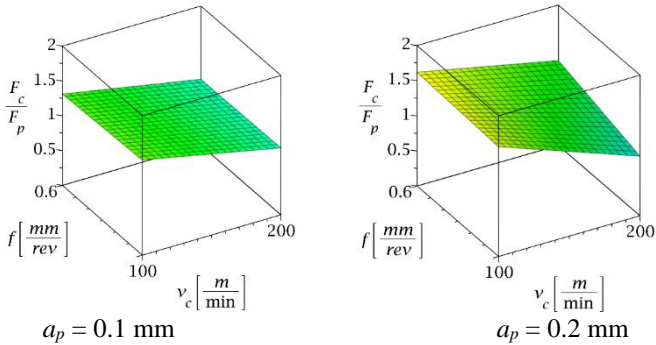 2
1.5
F_c
F_p
1
0.5
0.6
f [mm/rev]
100
200
v_c [m/min]
a_p = 0.1 mm
2
1.5
F_c
F_p
1
0.5
0.6
f [mm/rev]
100
200
v_c [m/min]
a_p = 0.2 mm